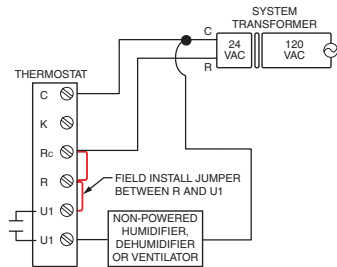 SYSTEM
TRANSFORMER
C
R
24
VAC
120
VAC
THERMOSTAT
C
K
Rc
R
U1
U1
FIELD INSTALL JUMPER
BETWEEN R AND U1
NON-POWERED
HUMIDIFIER,
DEHUMIDIFIER
OR VENTILATOR